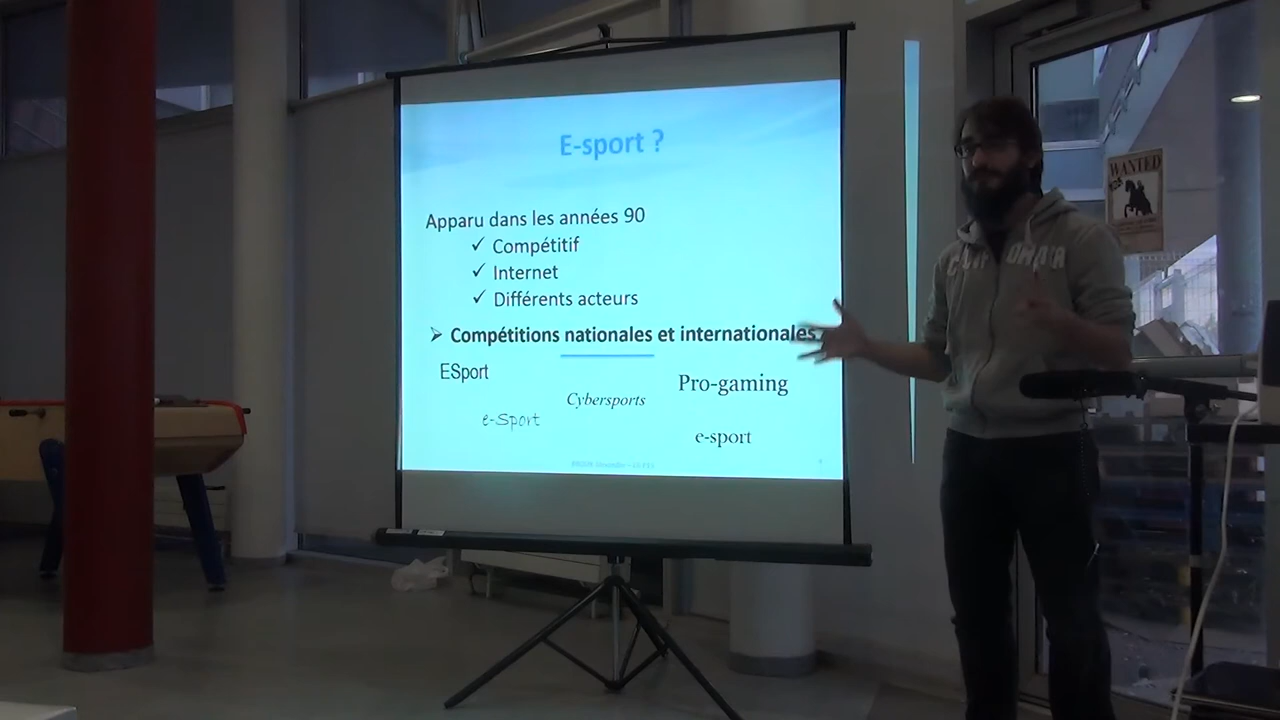 E-sport ?
Apparu dans les années 90
✓ Compétitif
✓ Internet
✓ Différents acteurs
➢ Compétitions nationales et internationales
ESport
Cybersports
Pro-gaming
e-Sport
e-sport
WANTED